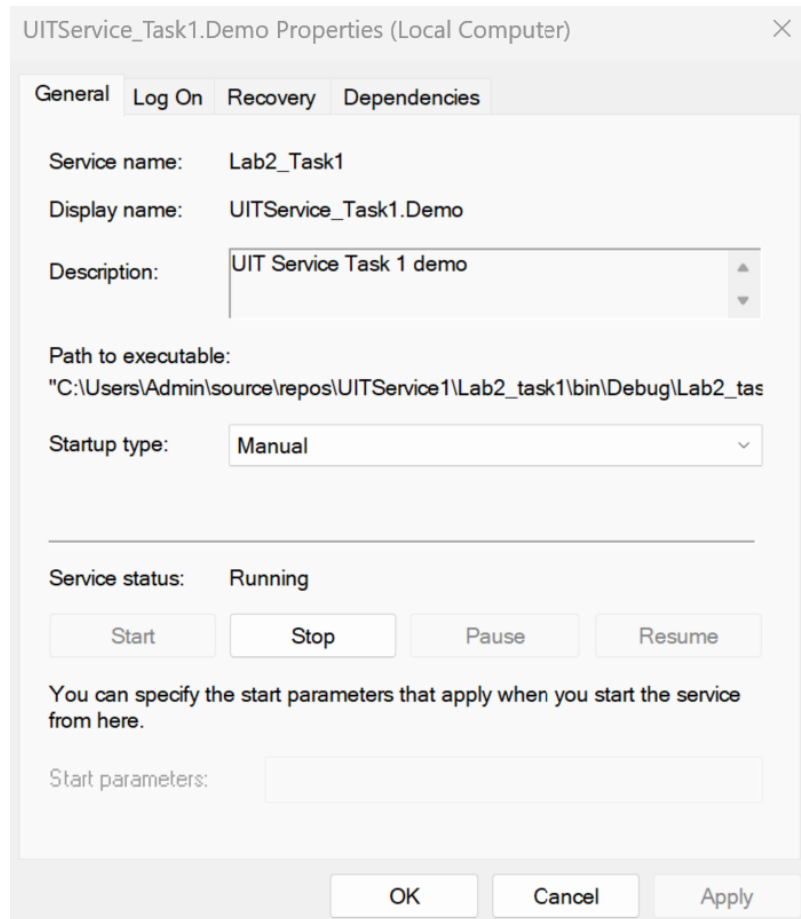 UITService_Task1.Demo Properties (Local Computer)
General Log On Recovery Dependencies
Service name: Lab2_Task1
Display name: UITService_Task1.Demo
Description: UIT Service Task 1 demo
Path to executable:
"C:\Users\Admin\source\repos\UITService1\Lab2_task1\bin\Debug\Lab2_tas
Startup type: Manual
Service status: Running
Start Stop Pause Resume
You can specify the start parameters that apply when you start the service
from here.
Start parameters:
OK Cancel Apply